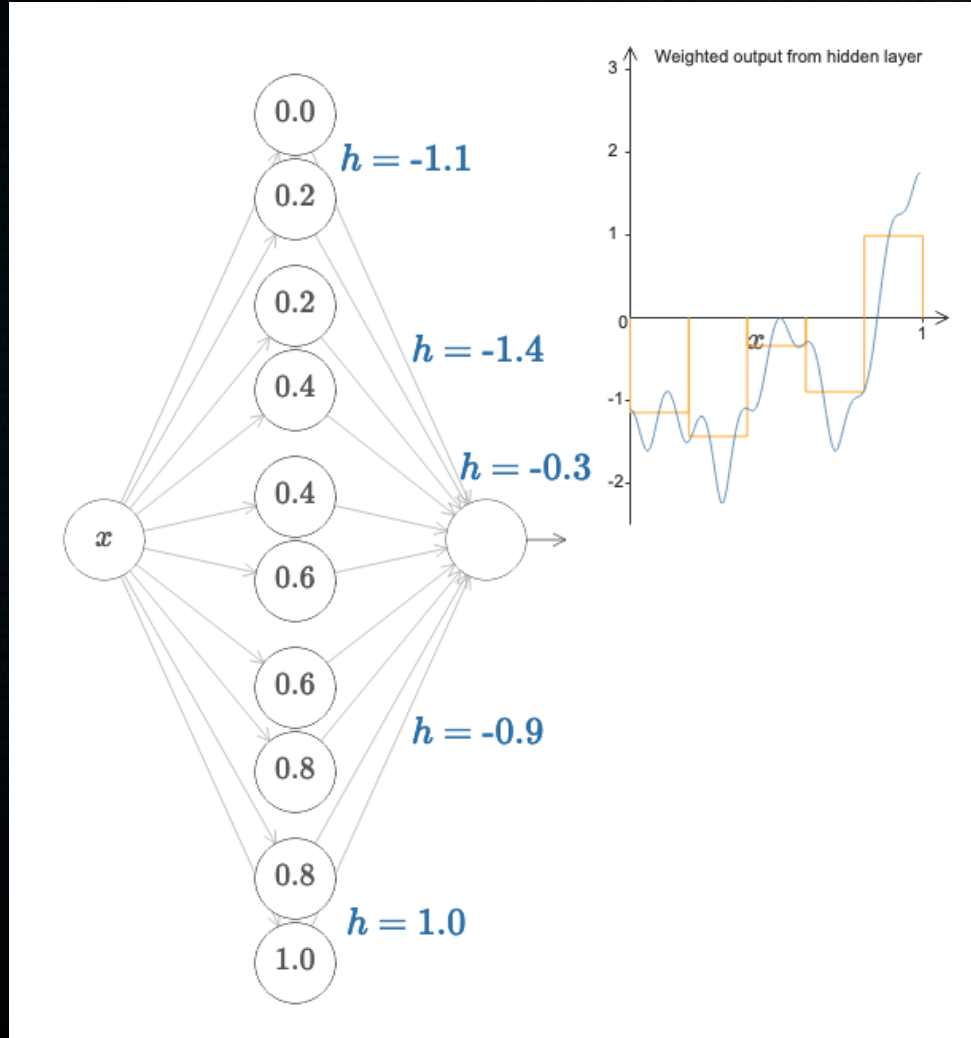 Weighted output from hidden layer
3
2
1
0
-1
-2
x
1
0.0
h = -1.1
0.2
0.2
h = -1.4
0.4
h = -0.3
0.4
x
0.6
0.6
h = -0.9
0.8
0.8
h = 1.0
1.0